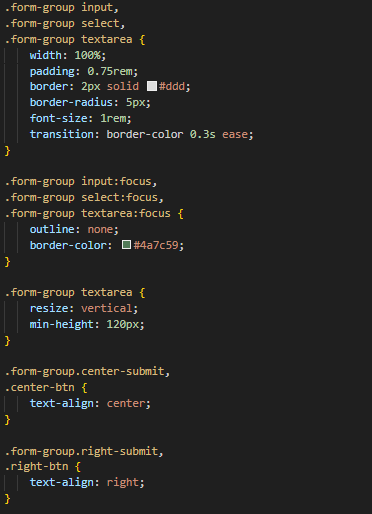 .form-group input,
.form-group select,
.form-group textarea {
width: 100%;
padding: 0.75rem;
border: 2px solid #ddd;
border-radius: 5px;
font-size: 1rem;
transition: border-color 0.3s ease;
}
.form-group input:focus,
.form-group select:focus,
.form-group textarea:focus {
outline: none;
border-color: #4a7c59;
}
.form-group textarea {
resize: vertical;
min-height: 120px;
}
.form-group.center-submit,
.center-btn {
text-align: center;
}
.form-group.right-submit,
.right-btn {
text-align: right;
}